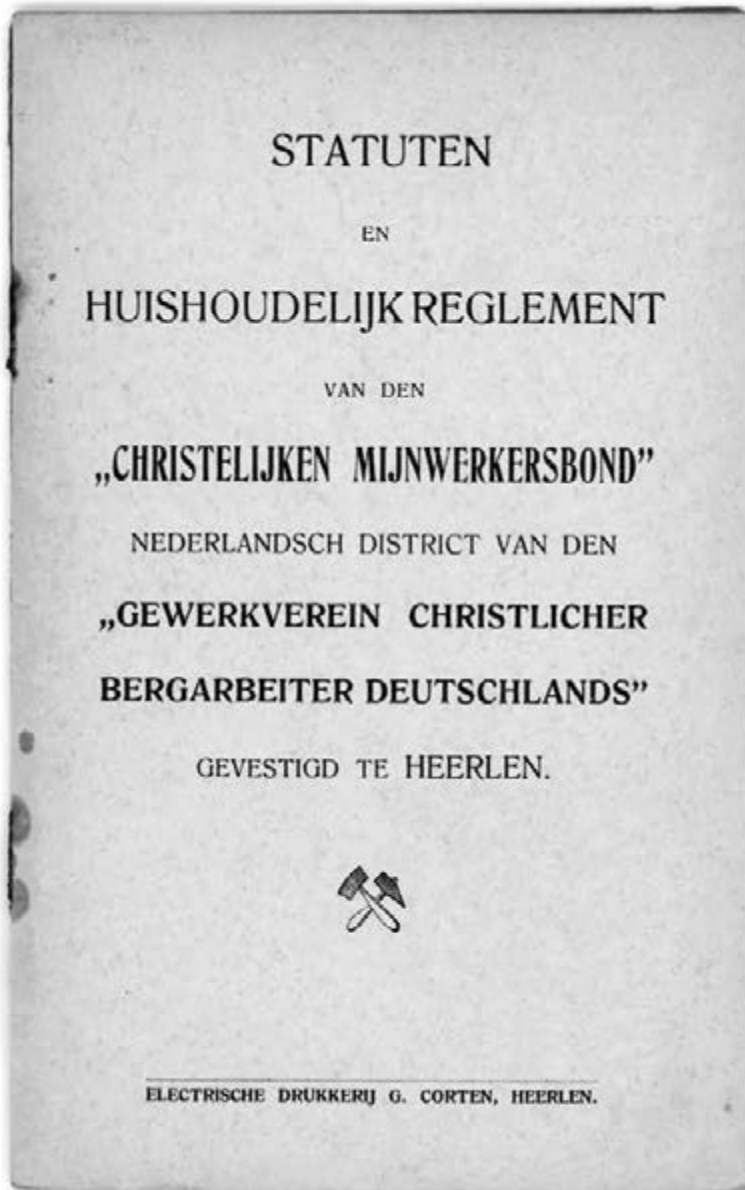 STATUTEN
EN
HUISHOUDELIJK REGLEMENT
VAN DEN
„CHRISTELIJKEN MIJNWERKERSBOND”
NEDERLANDSCH DISTRICT VAN DEN
„GEWERKVEREIN CHRISTLICHER
BERGARBEITER DEUTSCHLANDS”
GEVESTIGD TE HEERLEN.
ELECTRISCHE DRUKKERIJ G. CORTEN, HEERLEN.